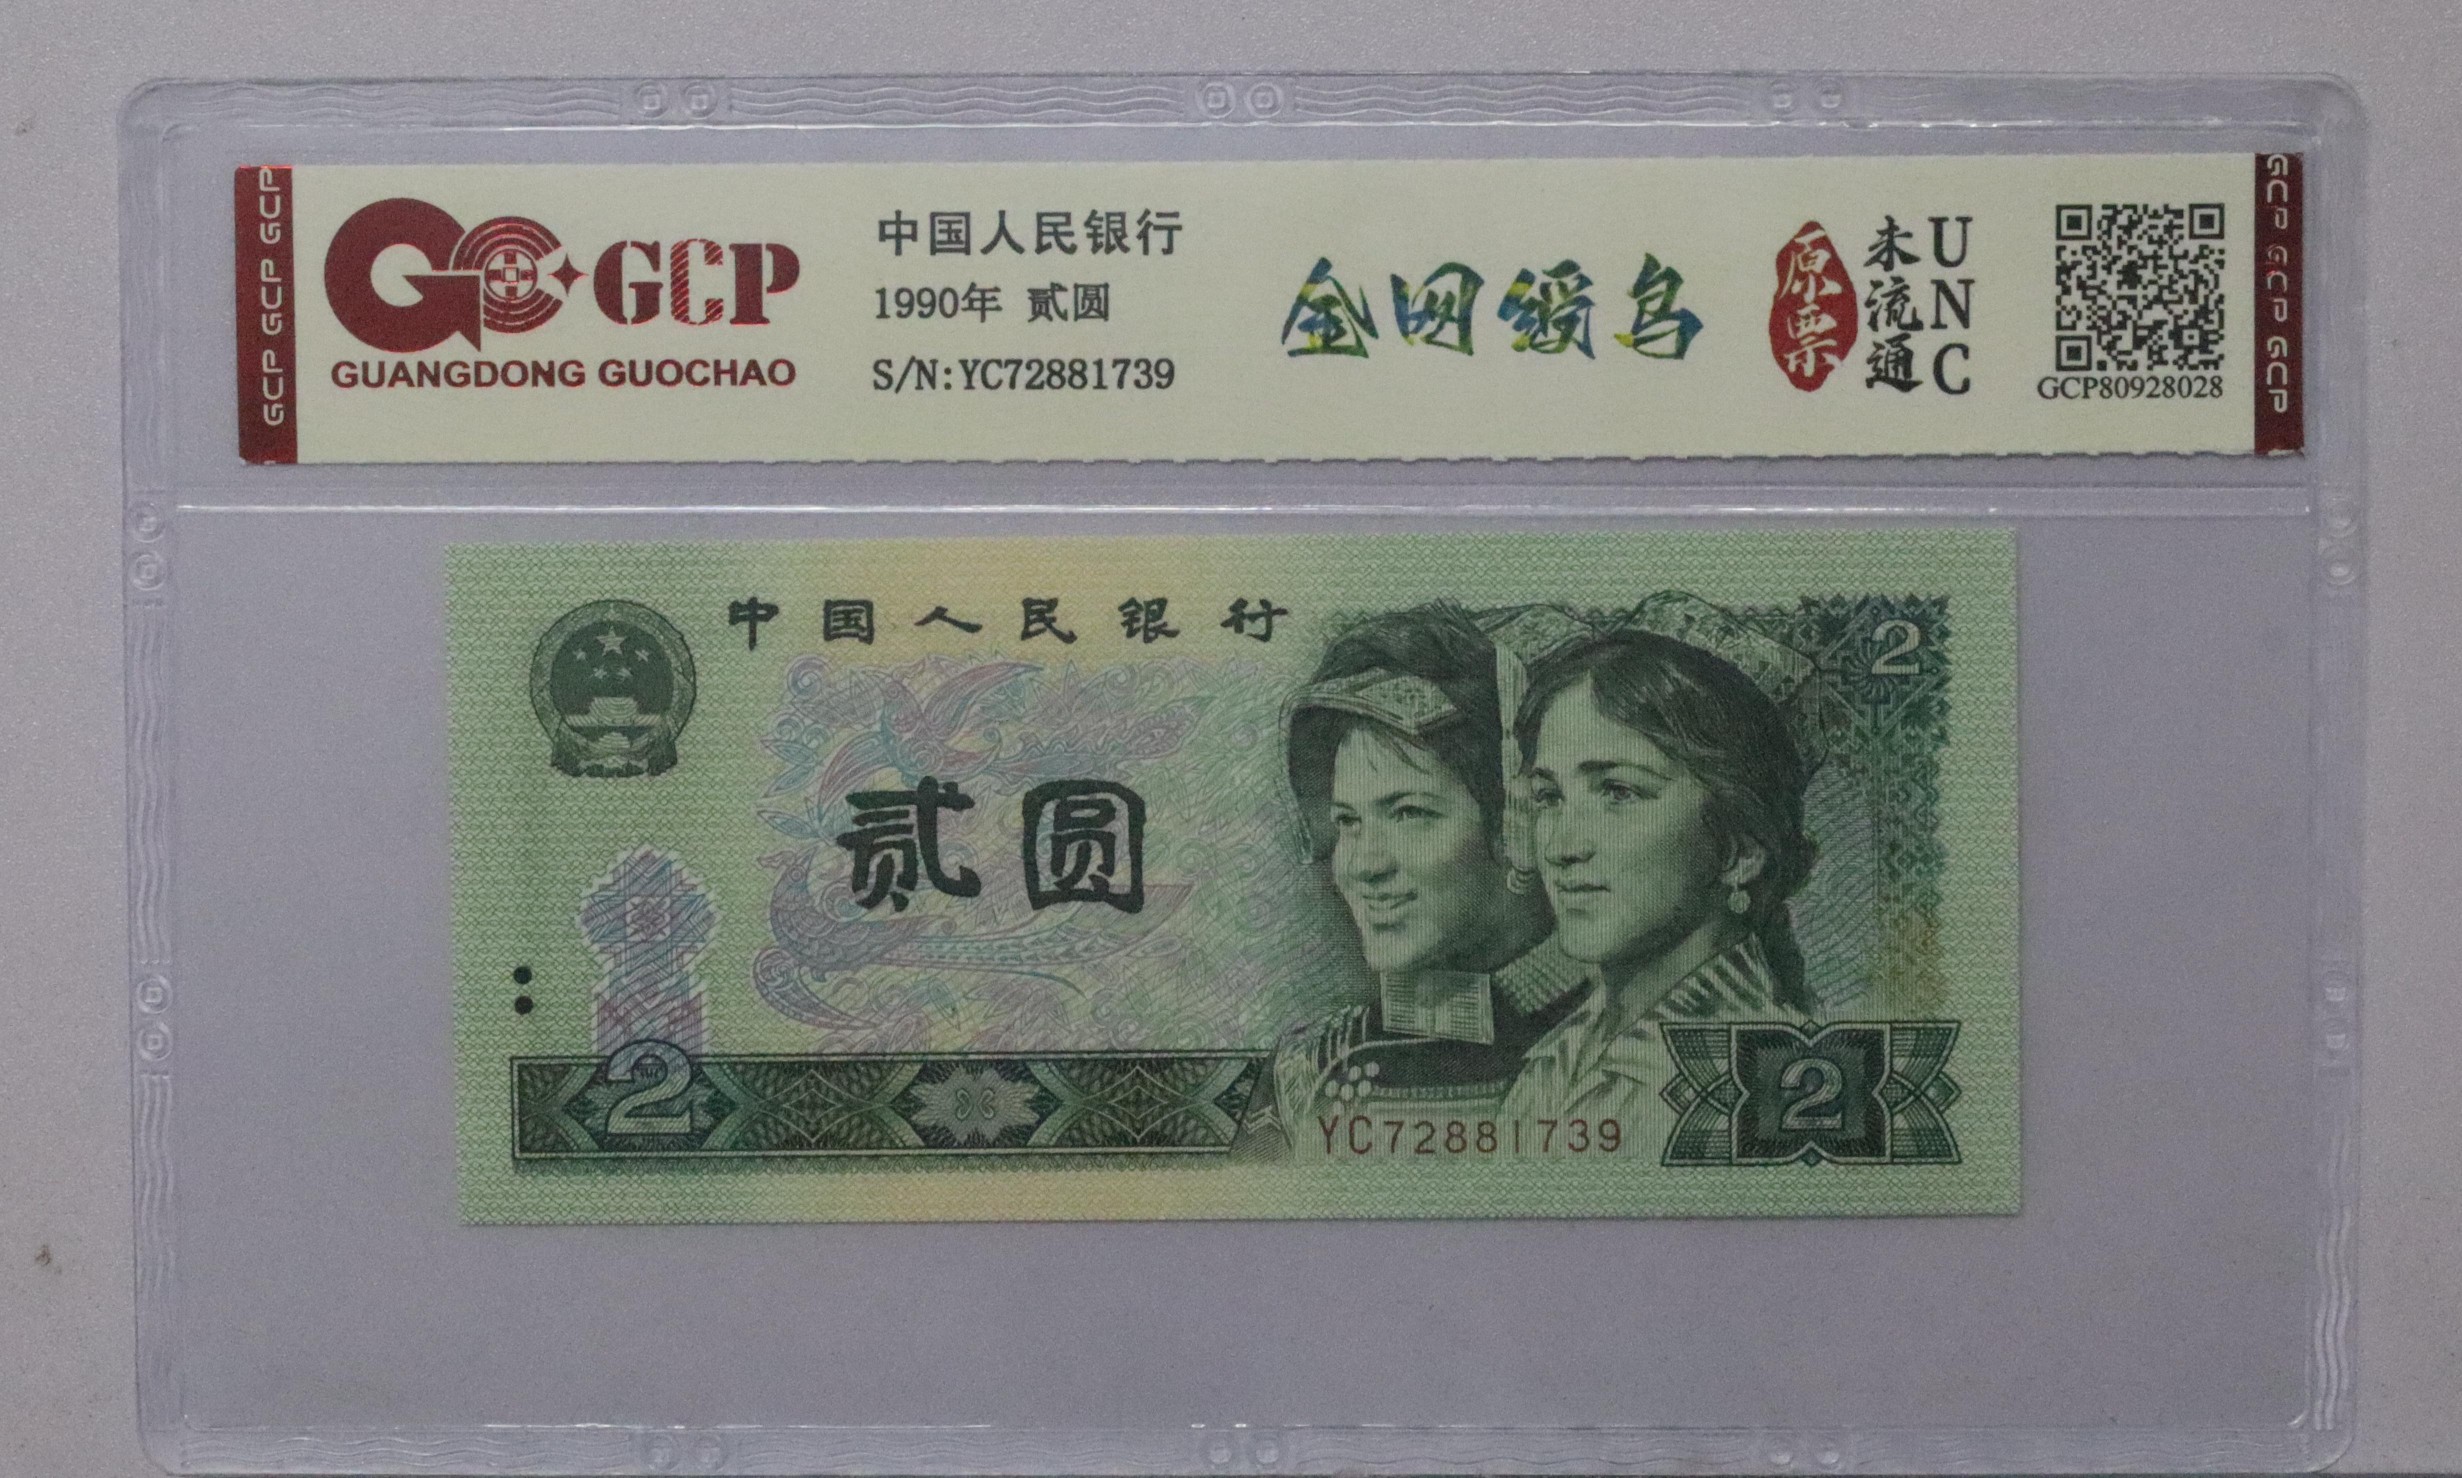 GCP GCP GCP
GCP
GUANGDONG GUOCHAO
中国人民银行
1990年 贰圆
S/N:YC72881739
金网绶鸟
原票
未流通
UNC
GCP80928028
GCP GCP GCP
中国人民银行
2
贰圆
2
YC72881739
2